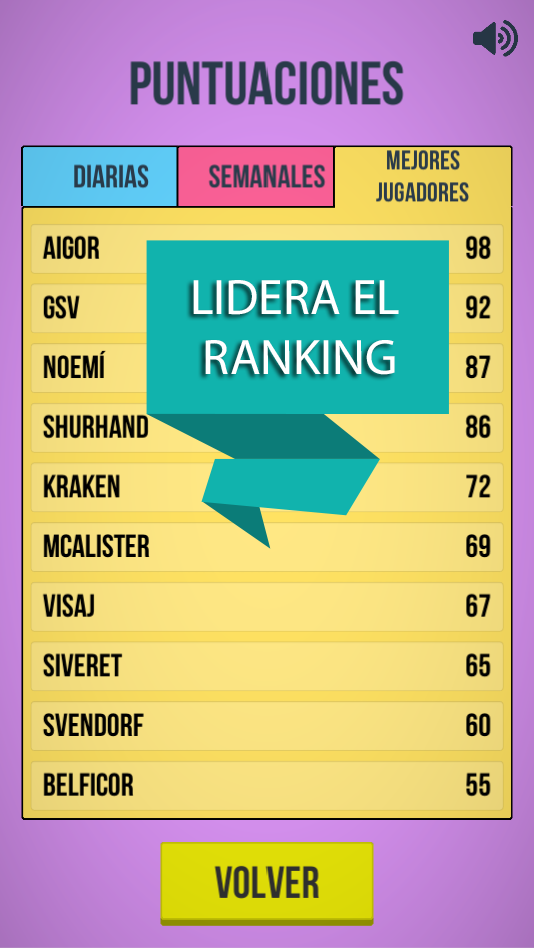 PUNTUACIONES
DIARIAS
SEMANALES
MEJORES
JUGADORES
AIGOR 98
GSV 92
NOEMÍ 87
SHURHAND 86
KRAKEN 72
MCALISTER 69
VISAJ 67
SIVERET 65
SVENDORF 60
BELFICOR 55
LIDERA EL
RANKING
VOLVER